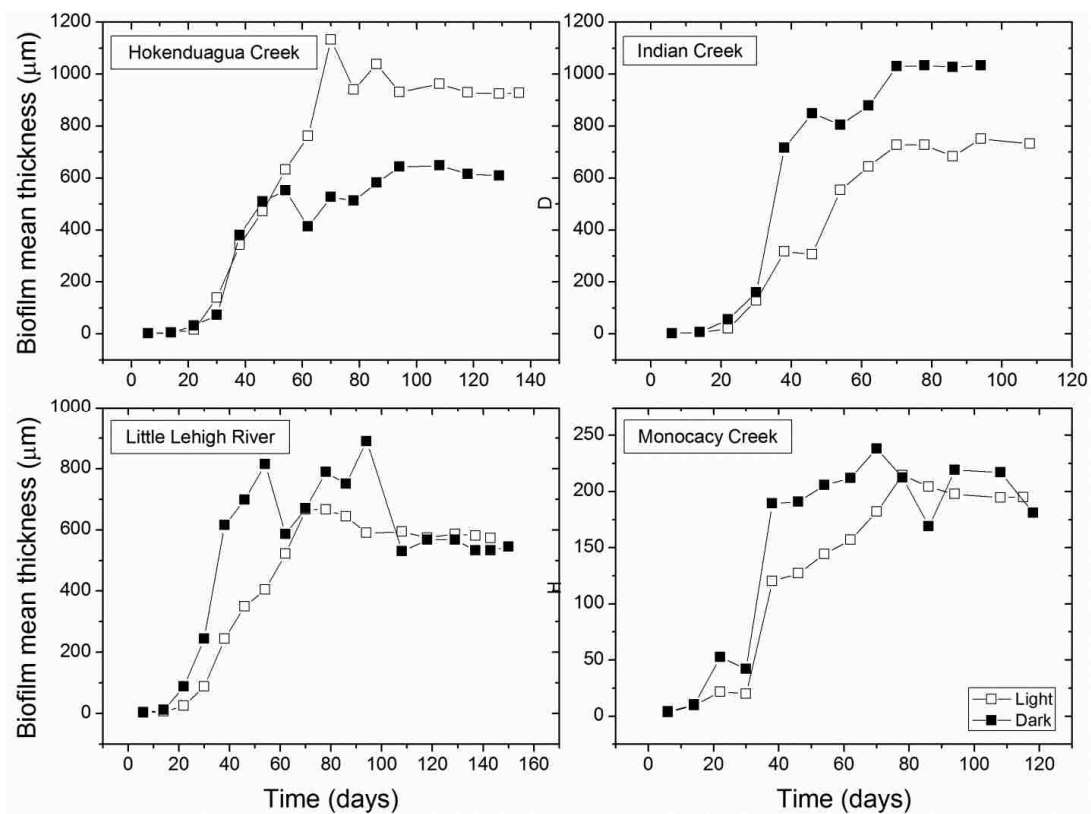 Biofilm mean thickness (μm)
1200
1000
800
600
400
200
0
Hokenduagua Creek
0 20 40 60 80 100 120 140
D
1200
1000
800
600
400
200
0
Indian Creek
0 20 40 60 80 100 120
Biofilm mean thickness (μm)
1000
800
600
400
200
0
Little Lehigh River
0 20 40 60 80 100 120 140 160
Time (days)
H
250
200
150
100
50
0
Monocacy Creek
Light
Dark
0 20 40 60 80 100 120
Time (days)